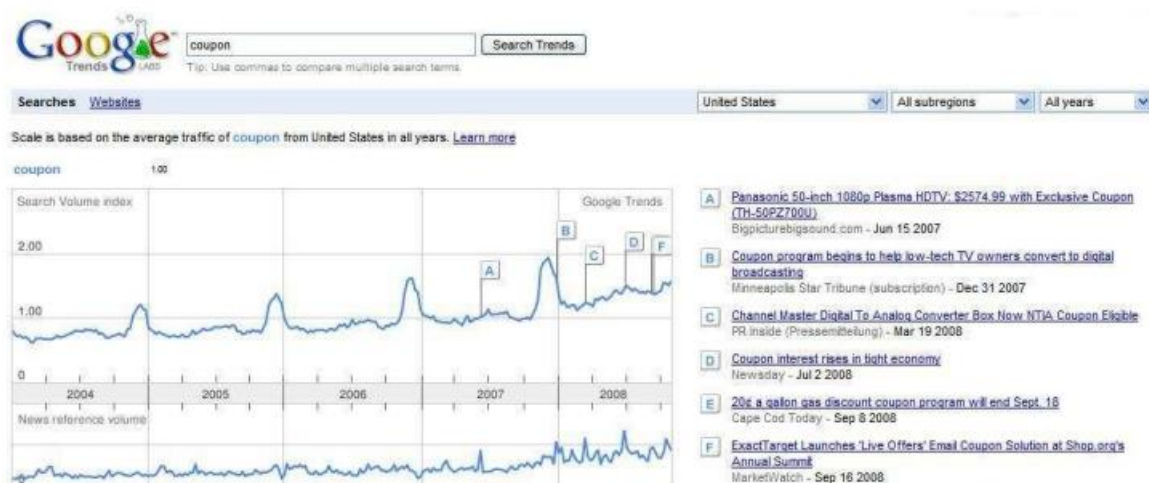 Google
Trends LABS
coupon
Search Trends
Tip: Use commas to compare multiple search terms.
Searches Websites
United States All subregions All years
Scale is based on the average traffic of coupon from United States in all years. Learn more
coupon 1.00
Search Volume index Google Trends
2.00
1.00
0
A
B
C
D
F
2004 2005 2006 2007 2008
News reference volume
0
A Panasonic 50-inch 1080p Plasma HDTV: $2574.99 with Exclusive Coupon
(TH-50PZ700U)
Bigpicturebigsound.com - Jun 15 2007
B Coupon program begins to help low-tech TV owners convert to digital
broadcasting
Minneapolis Star Tribune (subscription) - Dec 31 2007
C Channel Master Digital To Analog Converter Box Now NTIA Coupon Eligible
PR inside (Pressemitteilung) - Mar 19 2008
D Coupon interest rises in tight economy
Newsday - Jul 2 2008
E 20¢ a gallon gas discount coupon program will end Sept. 18
Cape Cod Today - Sep 8 2008
F ExactTarget Launches 'Live Offers' Email Coupon Solution at Shop.org's
Annual Summit
MarketWatch - Sep 16 2008